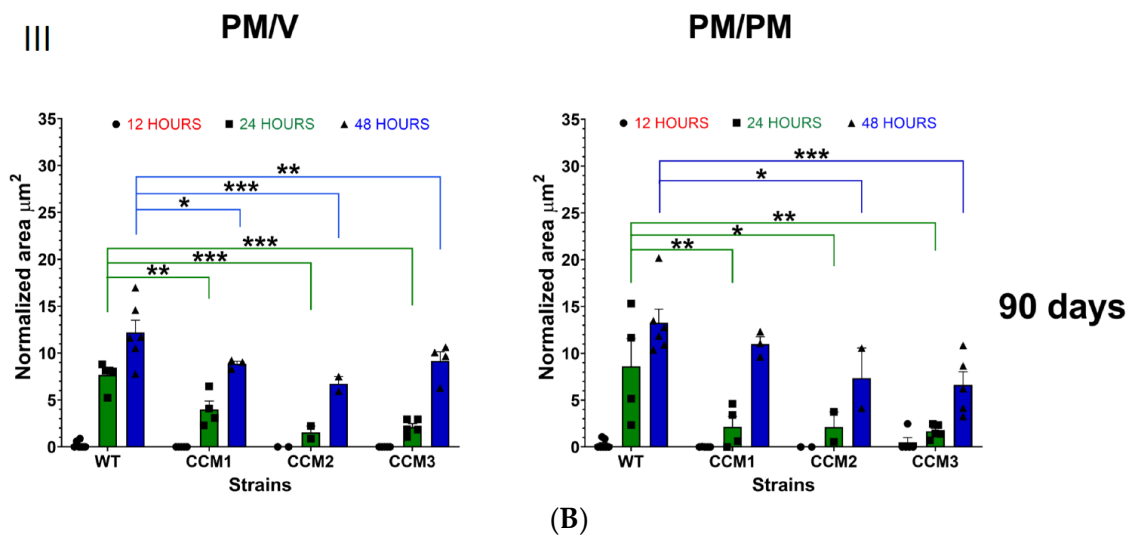 III
PM/V
PM/PM
35
30
25
20
15
10
5
0
Normalized area μm²
● 12 HOURS ■ 24 HOURS ▲ 48 HOURS
**
***
*
***
***
**
WT CCM1 CCM2 CCM3
Strains
35
30
25
20
15
10
5
0
Normalized area μm²
● 12 HOURS ■ 24 HOURS ▲ 48 HOURS
***
*
**
*
**
WT CCM1 CCM2 CCM3
Strains
90 days
(B)